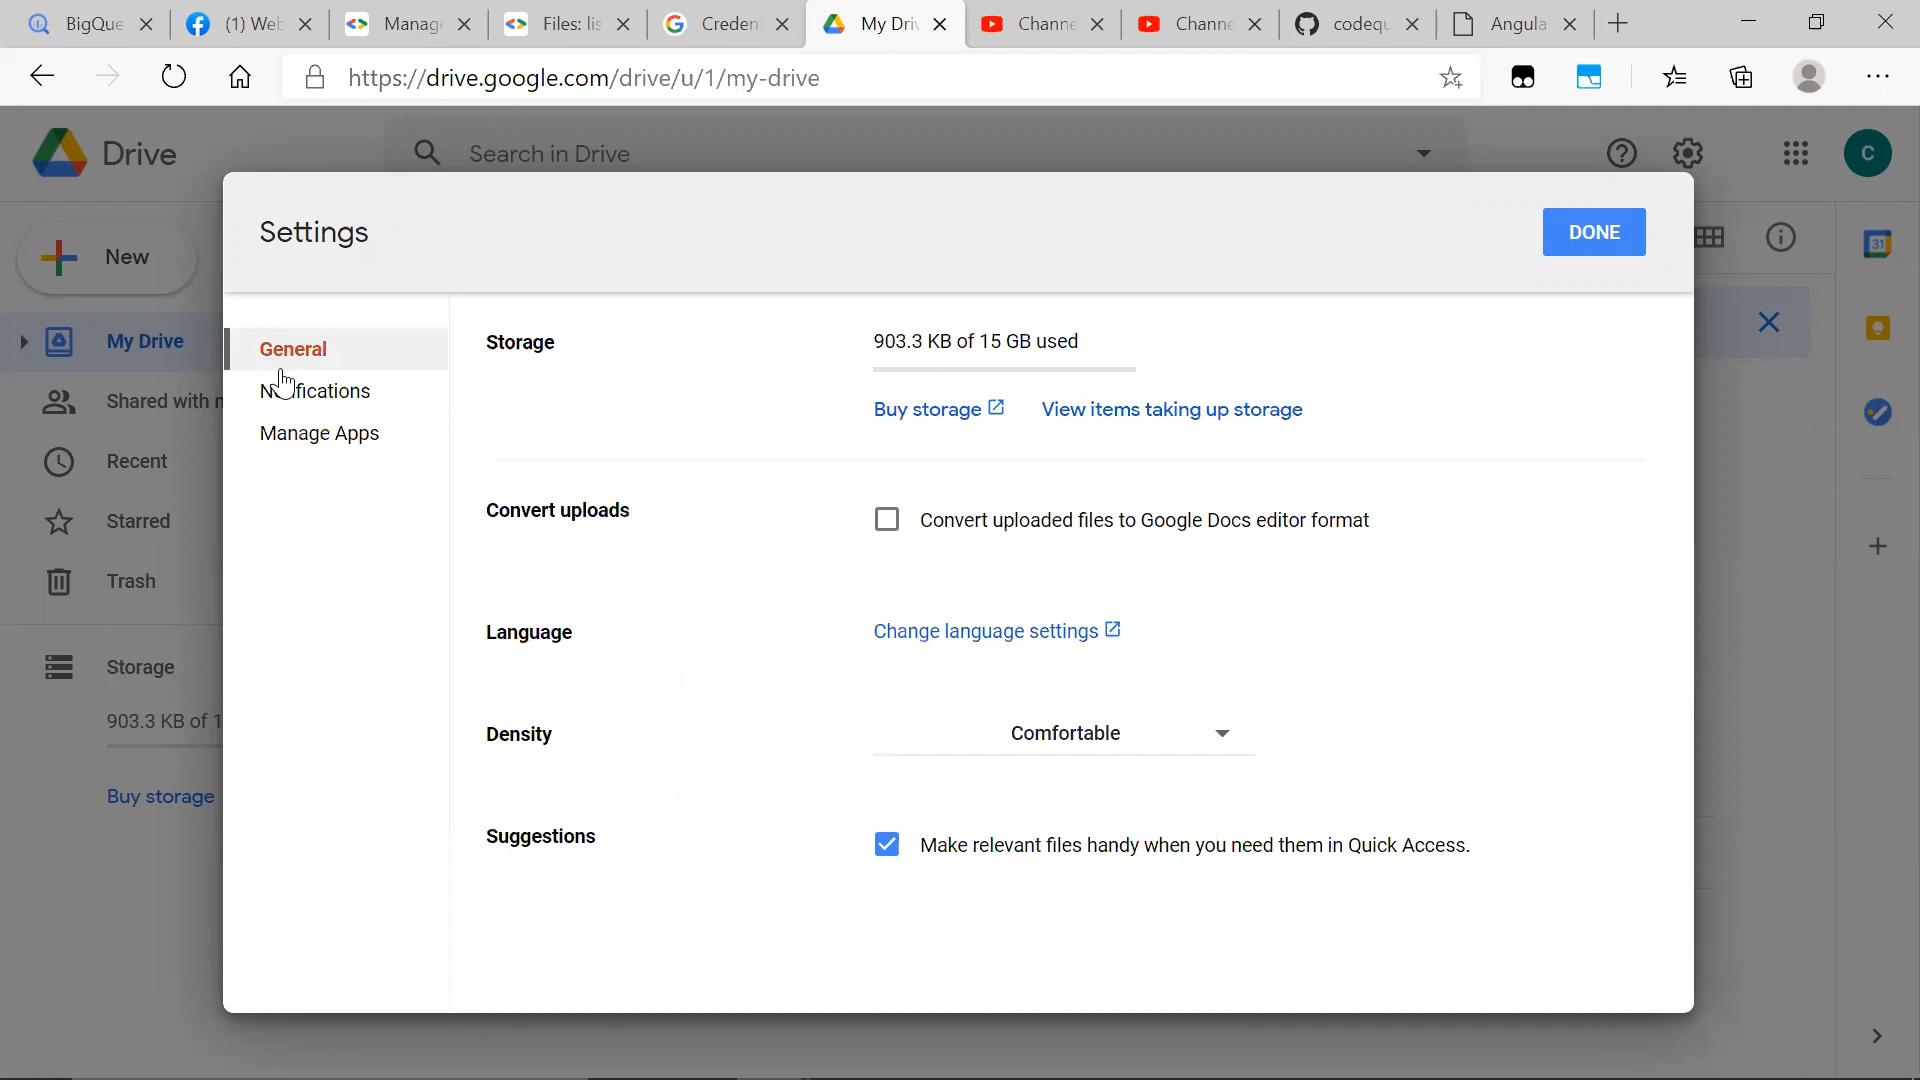 BigQue
(1) Web
Manag
Files: lis
Creden
My Driv
Channe
Channe
codequ
Angula
https://drive.google.com/drive/u/1/my-drive
Drive
Search in Drive
C
Settings
DONE
New
31
My Drive
General
Storage
903.3 KB of 15 GB used
Notifications
Buy storage
View items taking up storage
Shared with m
Manage Apps
Recent
Convert uploads
Convert uploaded files to Google Docs editor format
Starred
Trash
Language
Change language settings
Storage
903.3 KB of 1
Density
Comfortable
Buy storage
Suggestions
Make relevant files handy when you need them in Quick Access.